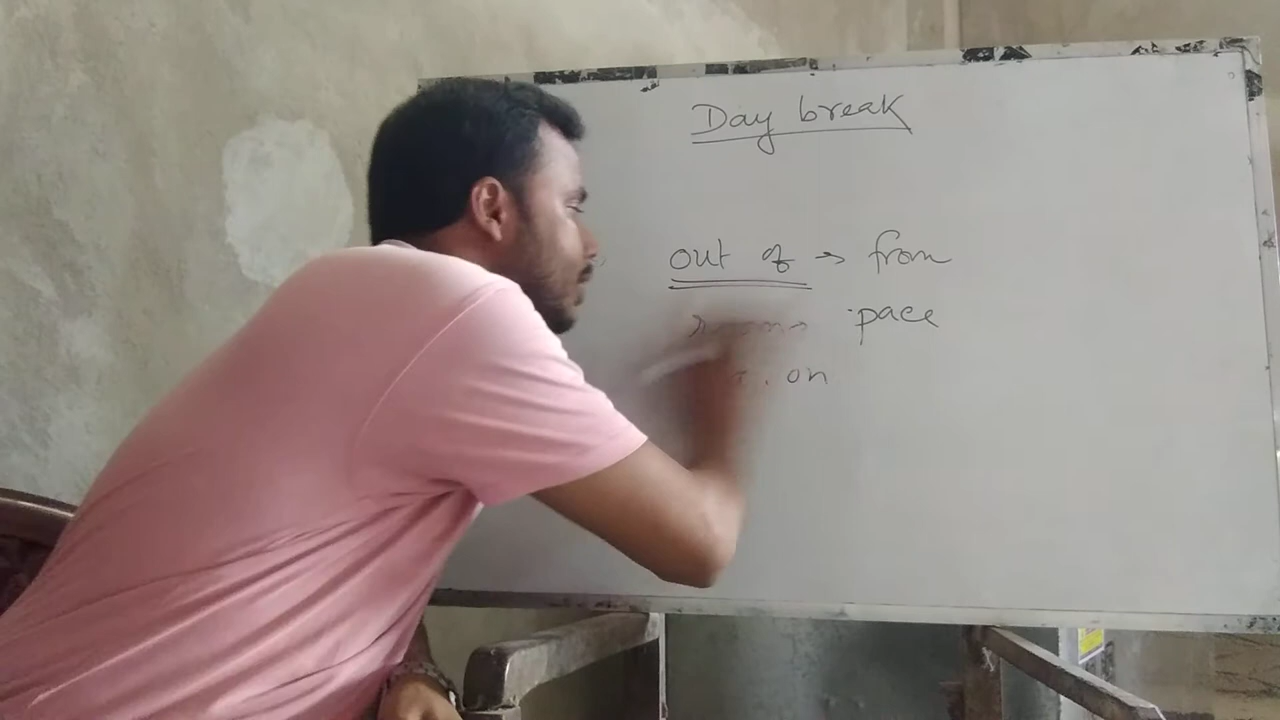 Day break
out of → from
pace
on